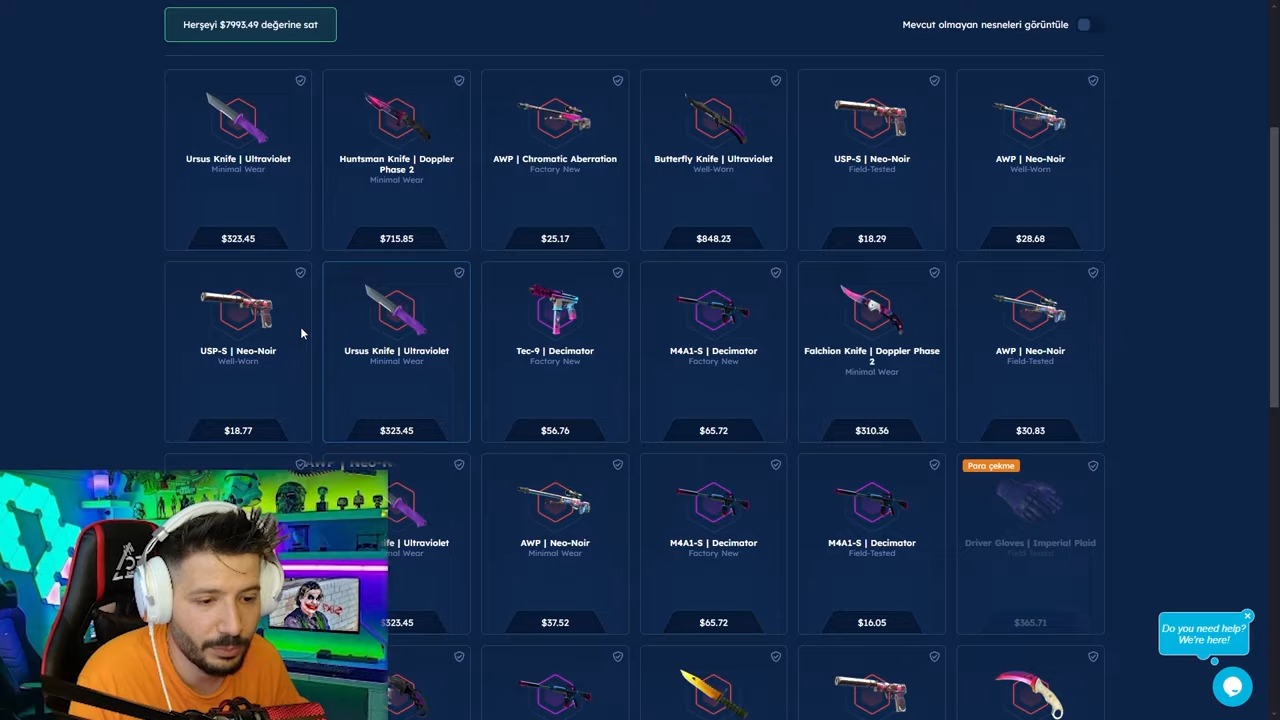 Herşeyi $7993.49 değerine sat
Mevcut olmayan nesneleri görüntüle
Ursus Knife | Ultraviolet
Minimal Wear
$323.45
Huntsman Knife | Doppler
Phase 2
Minimal Wear
$715.85
AWP | Chromatic Aberration
Factory New
$25.17
Butterfly Knife | Ultraviolet
Well-Worn
$848.23
USP-S | Neo-Noir
Field-Tested
$18.29
AWP | Neo-Noir
Well-Worn
$28.68
USP-S | Neo-Noir
Well-Worn
$18.77
Ursus Knife | Ultraviolet
Minimal Wear
$323.45
Tec-9 | Decimator
Factory New
$56.76
M4A1-S | Decimator
Factory New
$65.72
Falchion Knife | Doppler Phase
2
Minimal Wear
$310.36
AWP | Neo-Noir
Field-Tested
$30.83
fe | Ultraviolet
al Wear
323.45
AWP | Neo-Noir
Minimal Wear
$37.52
M4A1-S | Decimator
Factory New
$65.72
M4A1-S | Decimator
Field-Tested
$16.05
Para çekme
Driver Gloves | Imperial Plaid
Field-Tested
$365.71
Do you need help?
We're here!